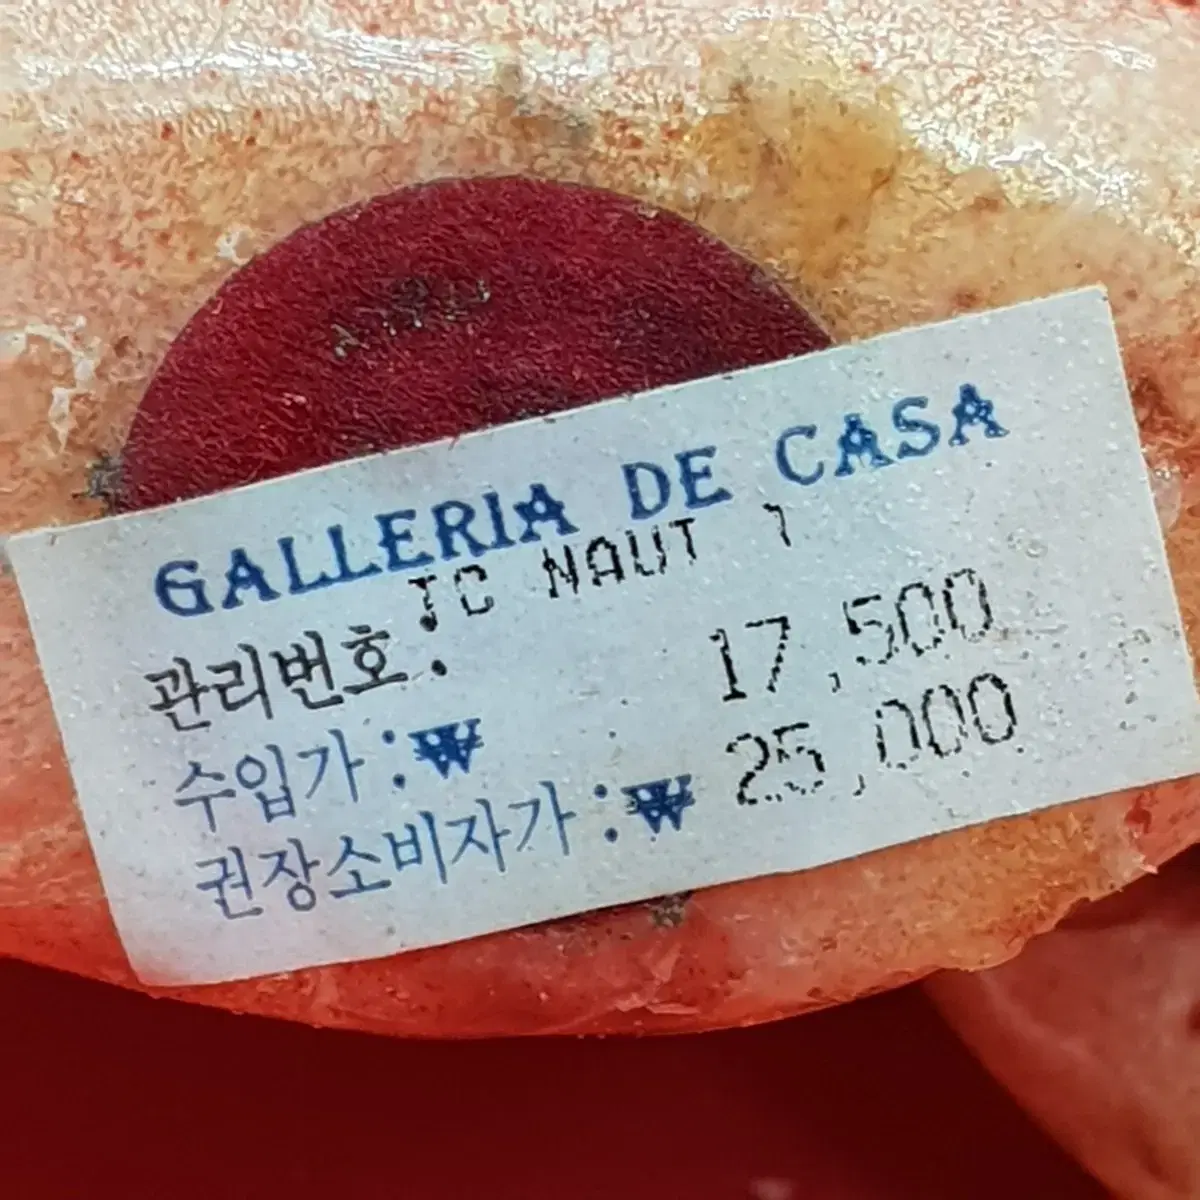 GALLERIA DE CASA
JC NAUT 1
관리번호.
수입가 :₩ 17,500
권장소비자가 :₩ 25,000